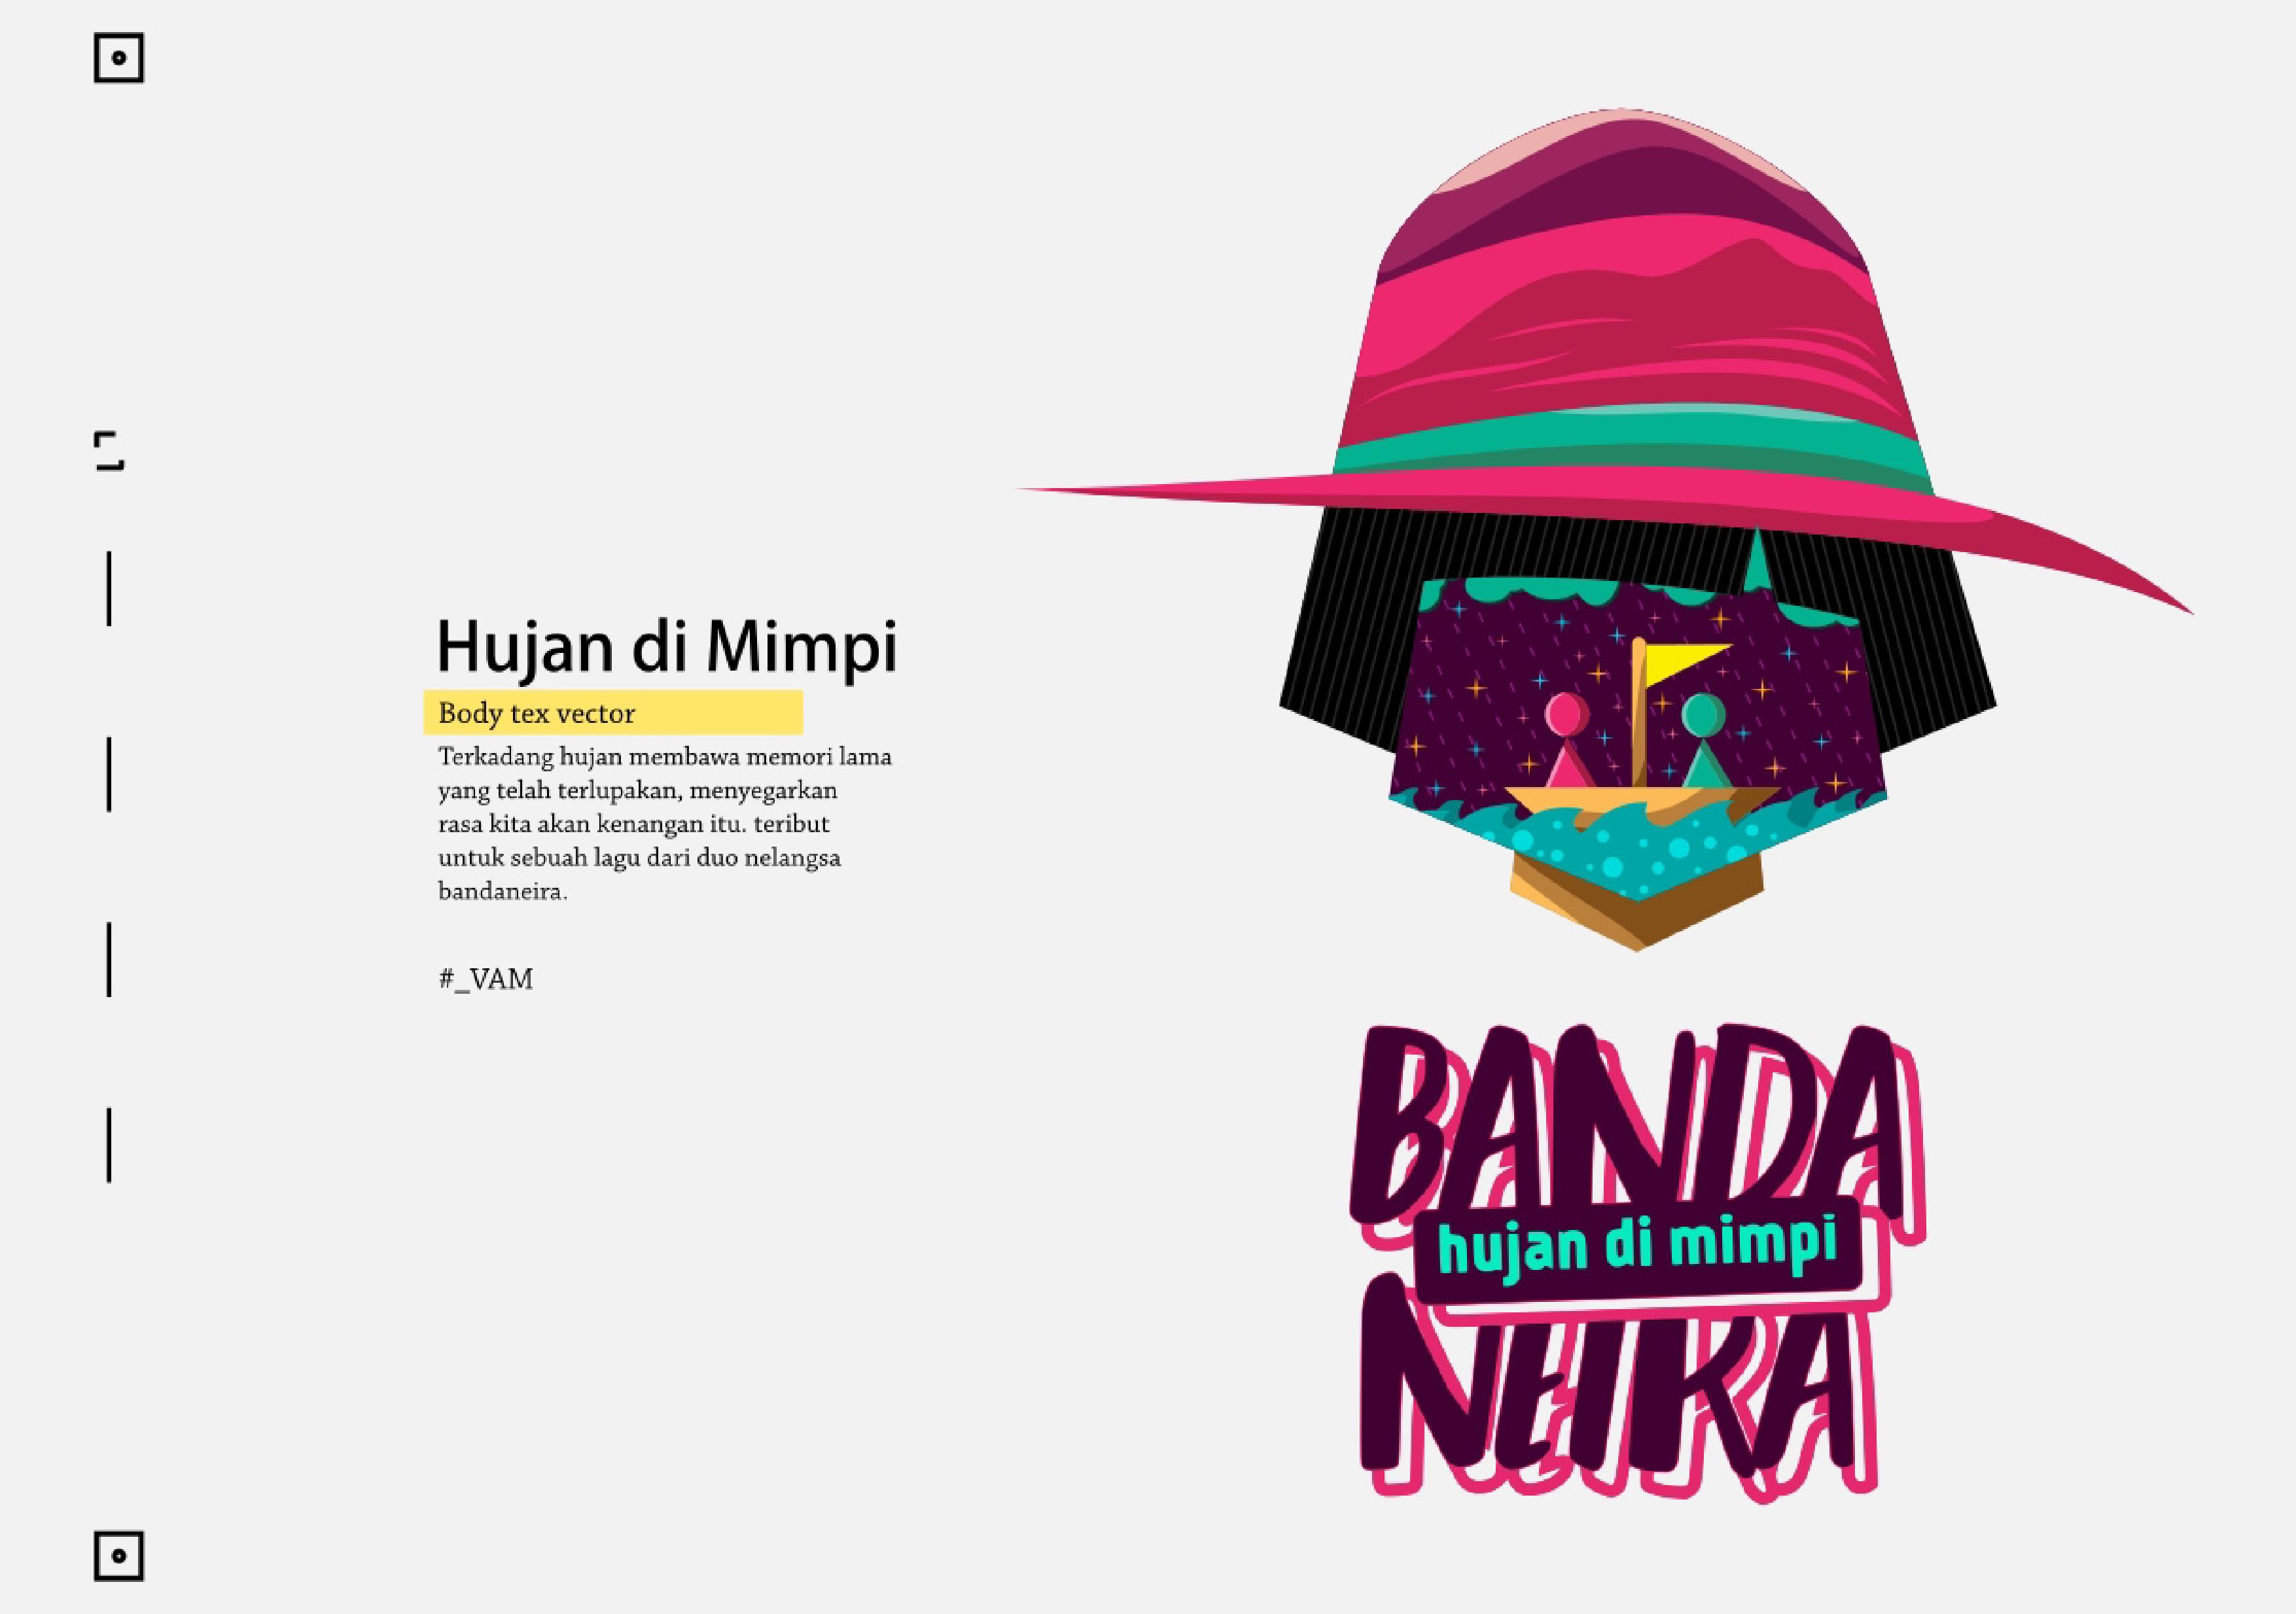 Hujan di Mimpi
Body tex vector
Terkadang hujan membawa memori lama
yang telah terlupakan, menyegarkan
rasa kita akan kenangan itu. teribut
untuk sebuah lagu dari duo nelangsa
bandaneira.
#_VAM
BANDA
hujan di mimpi
NEIRA